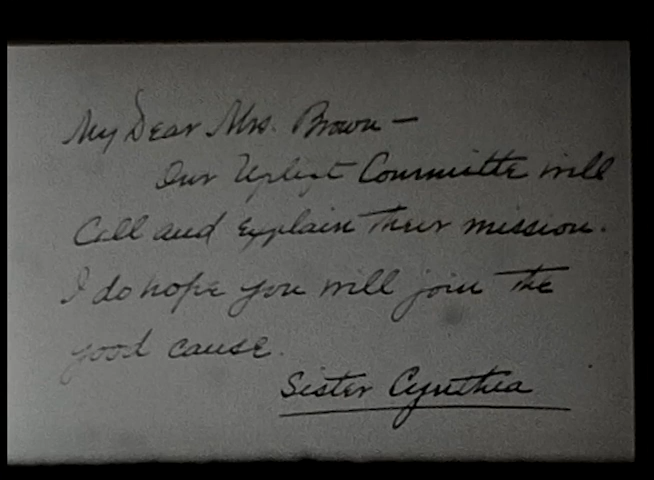 My Dear Mrs. Brown —
Our Uplift Committe will
Call and explain their mission.
I do hope you will join the
good cause.
Sister Cynthia